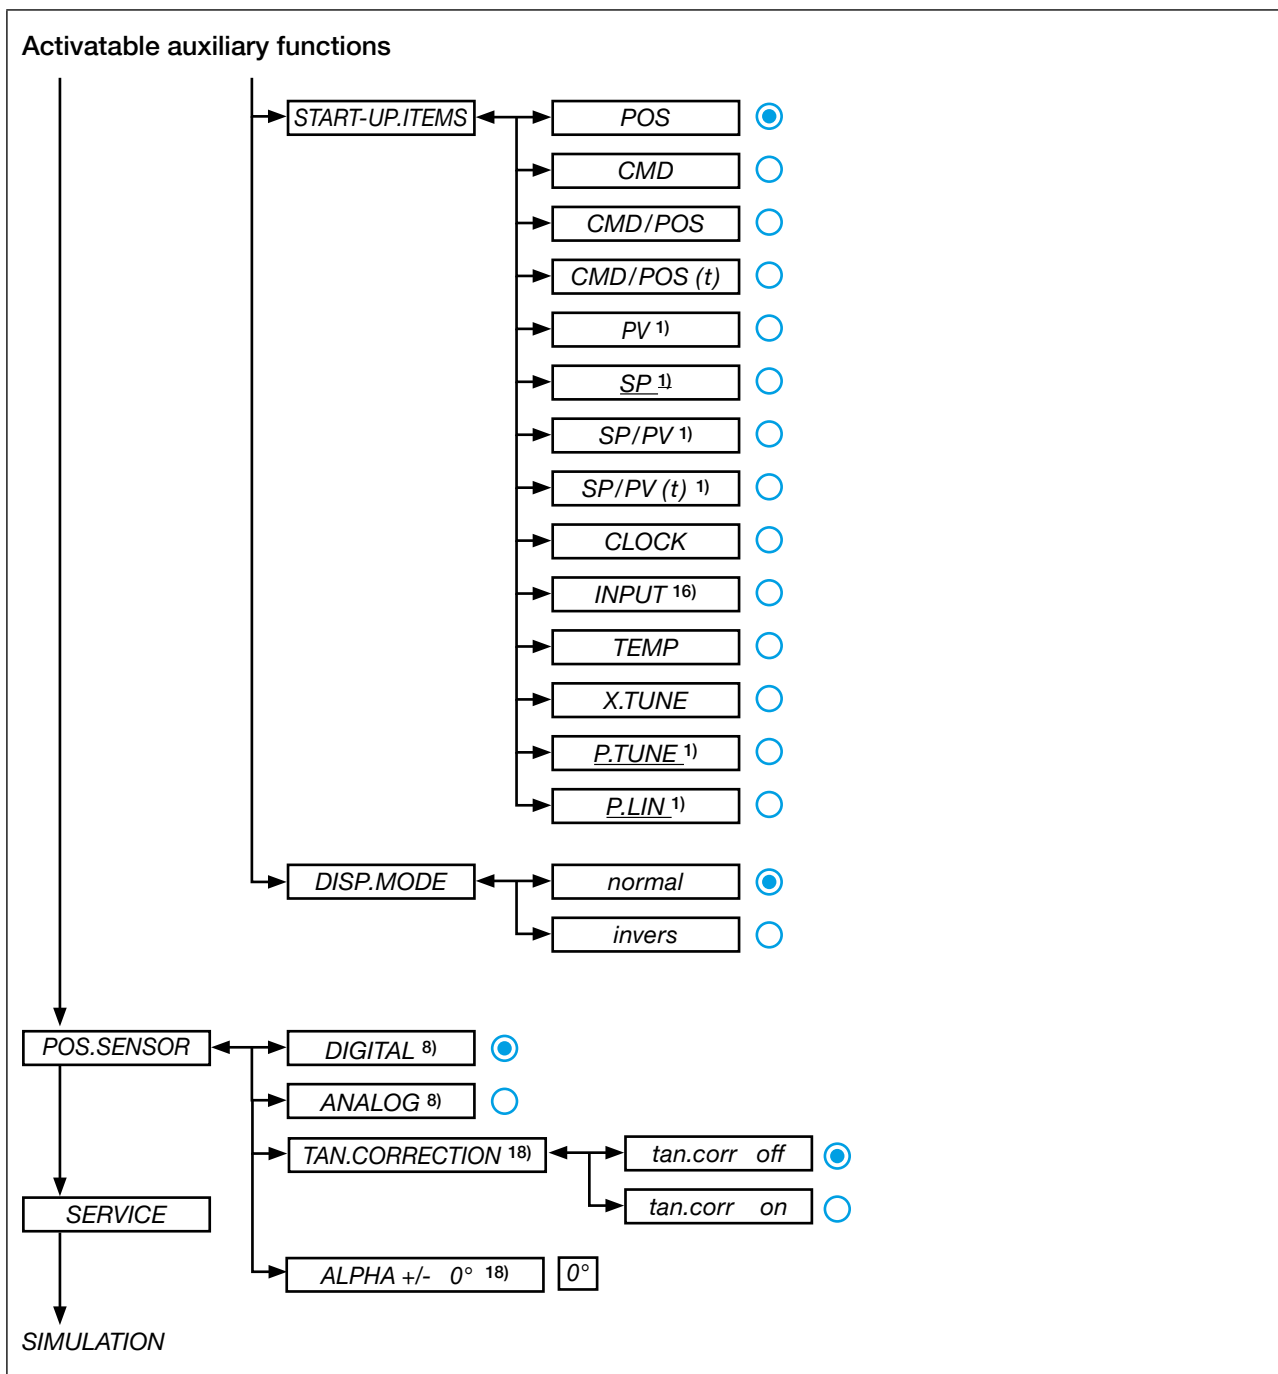 Activatable auxiliary functions
START-UP.ITEMS POS
CMD
CMD/POS
CMD/POS (t)
PV 1)
SP 1)
SP/PV 1)
SP/PV (t) 1)
CLOCK
INPUT 16)
TEMP
X.TUNE
P.TUNE 1)
P.LIN 1)
DISP.MODE normal
invers
POS.SENSOR DIGITAL 8)
ANALOG 8)
TAN.CORRECTION 18) tan.corr off
tan.corr on
SERVICE
ALPHA +/- 0° 18) 0°
SIMULATION